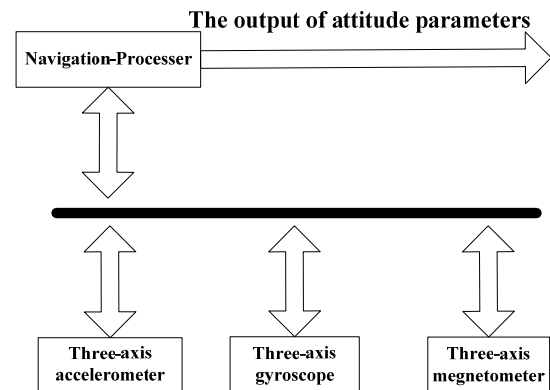 The output of attitude parameters
Navigation-Processer
Three-axis
accelerometer
Three-axis
gyroscope
Three-axis
megnetometer